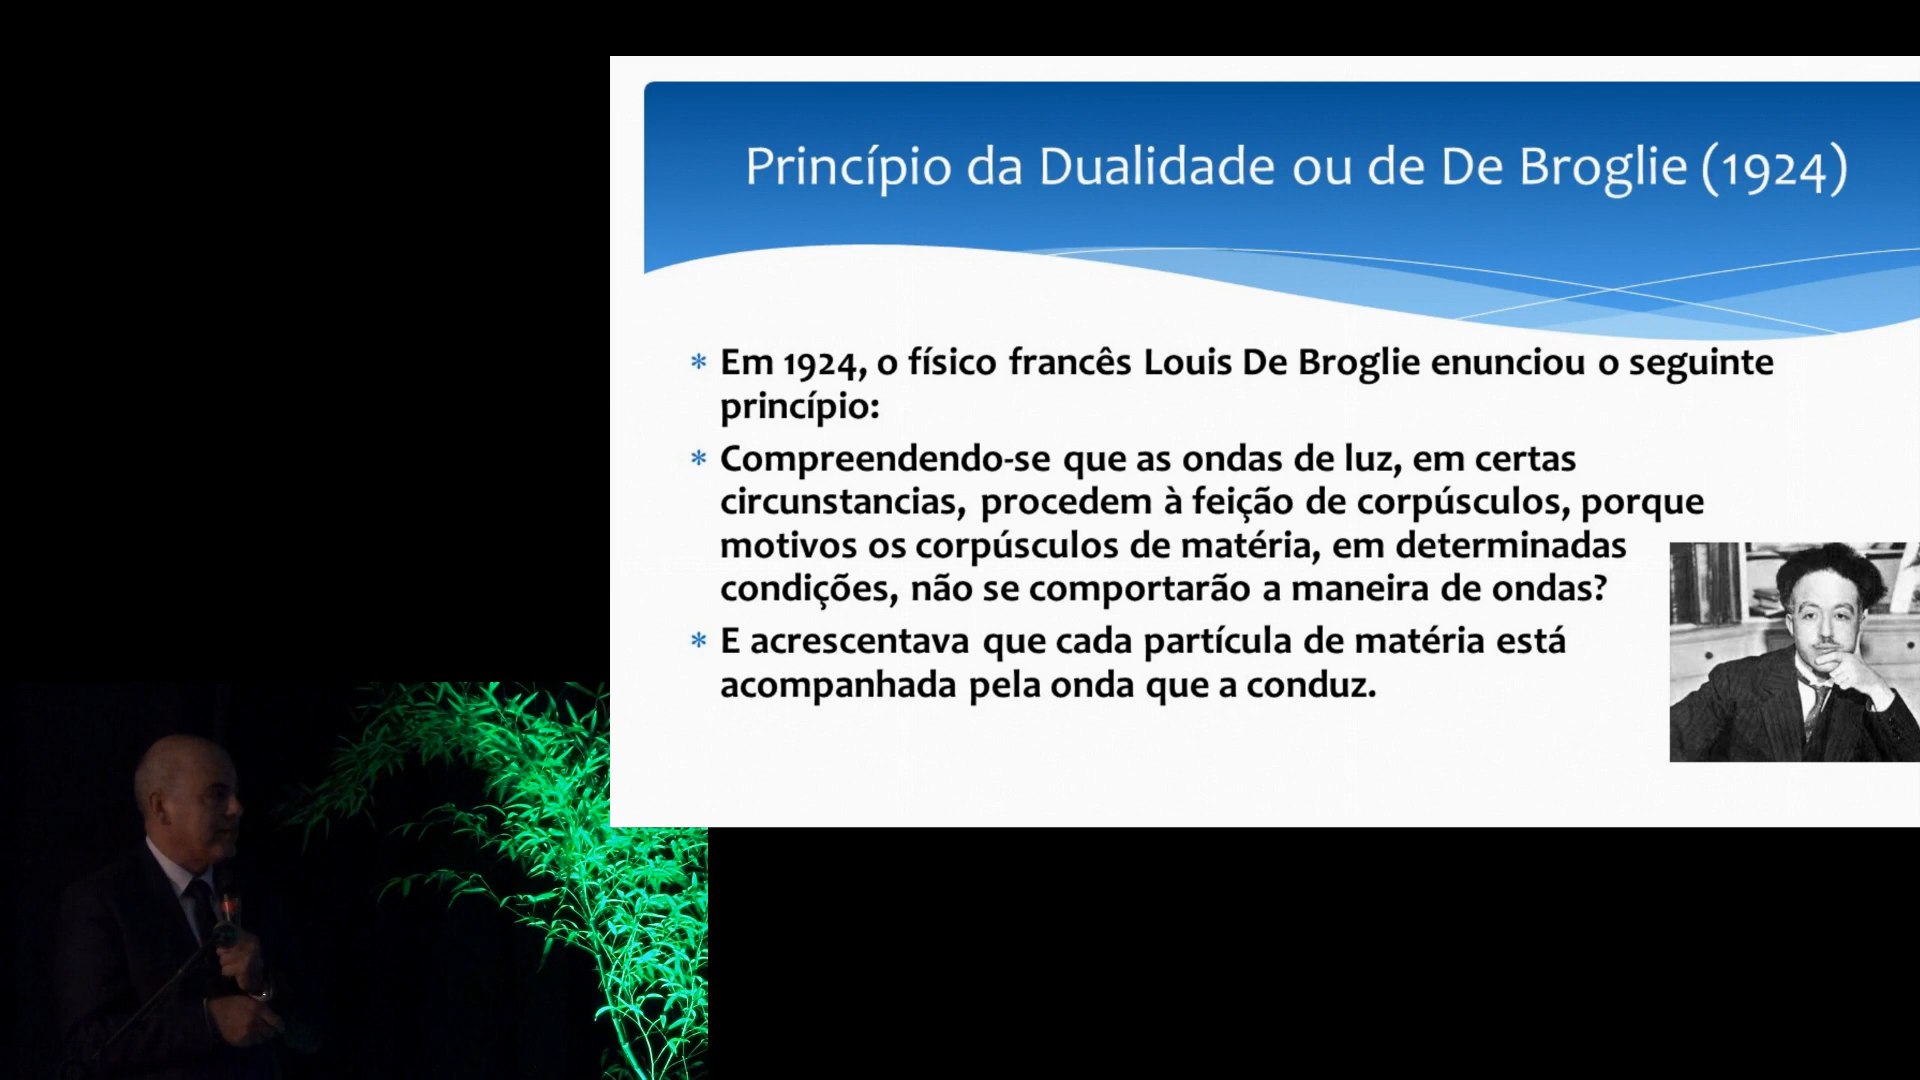 Princípio da Dualidade ou de De Broglie (1924)
* Em 1924, o físico francês Louis De Broglie enunciou o seguinte
princípio:
* Compreendendo-se que as ondas de luz, em certas
circunstancias, procedem à feição de corpúsculos, porque
motivos os corpúsculos de matéria, em determinadas
condições, não se comportarão a maneira de ondas?
* E acrescentava que cada partícula de matéria está
acompanhada pela onda que a conduz.